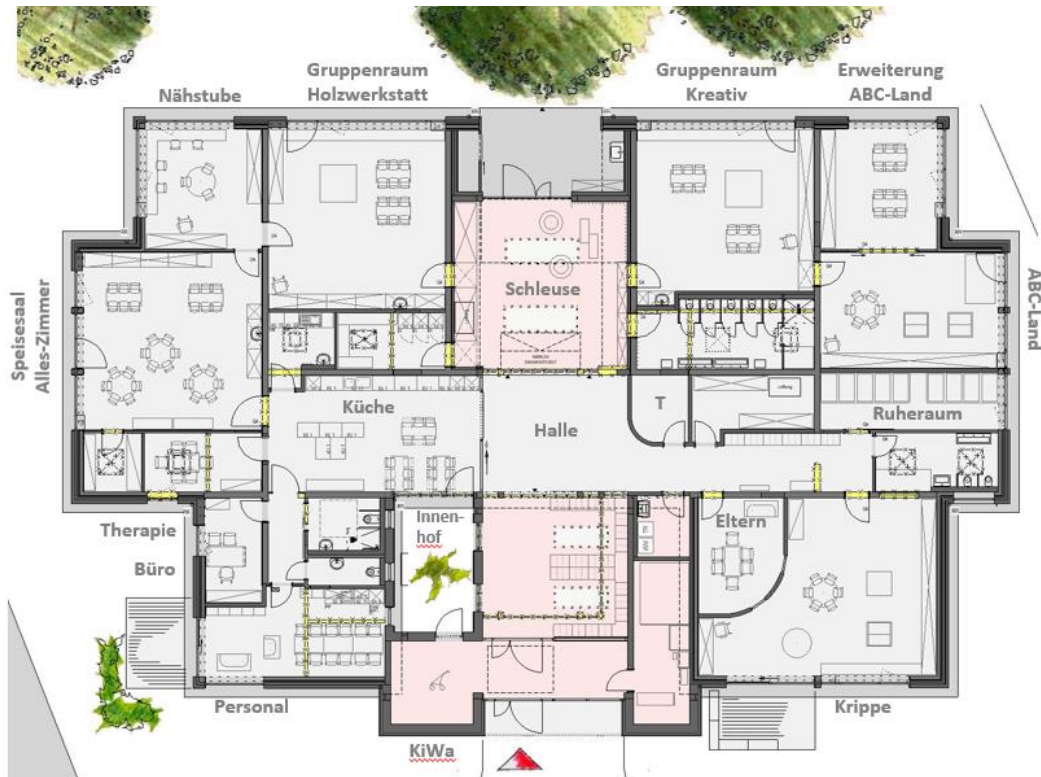 Gruppenraum
Holzwerkstatt
Gruppenraum
Kreativ
Erweiterung
ABC-Land
Nähstube
Speisesaal
Alles-Zimmer
Schleuse
ABC-Land
Küche
Halle
T
Ruheraum
Therapie
Büro
Innen-
hof
Eltern
Personal
KiWa
Krippe